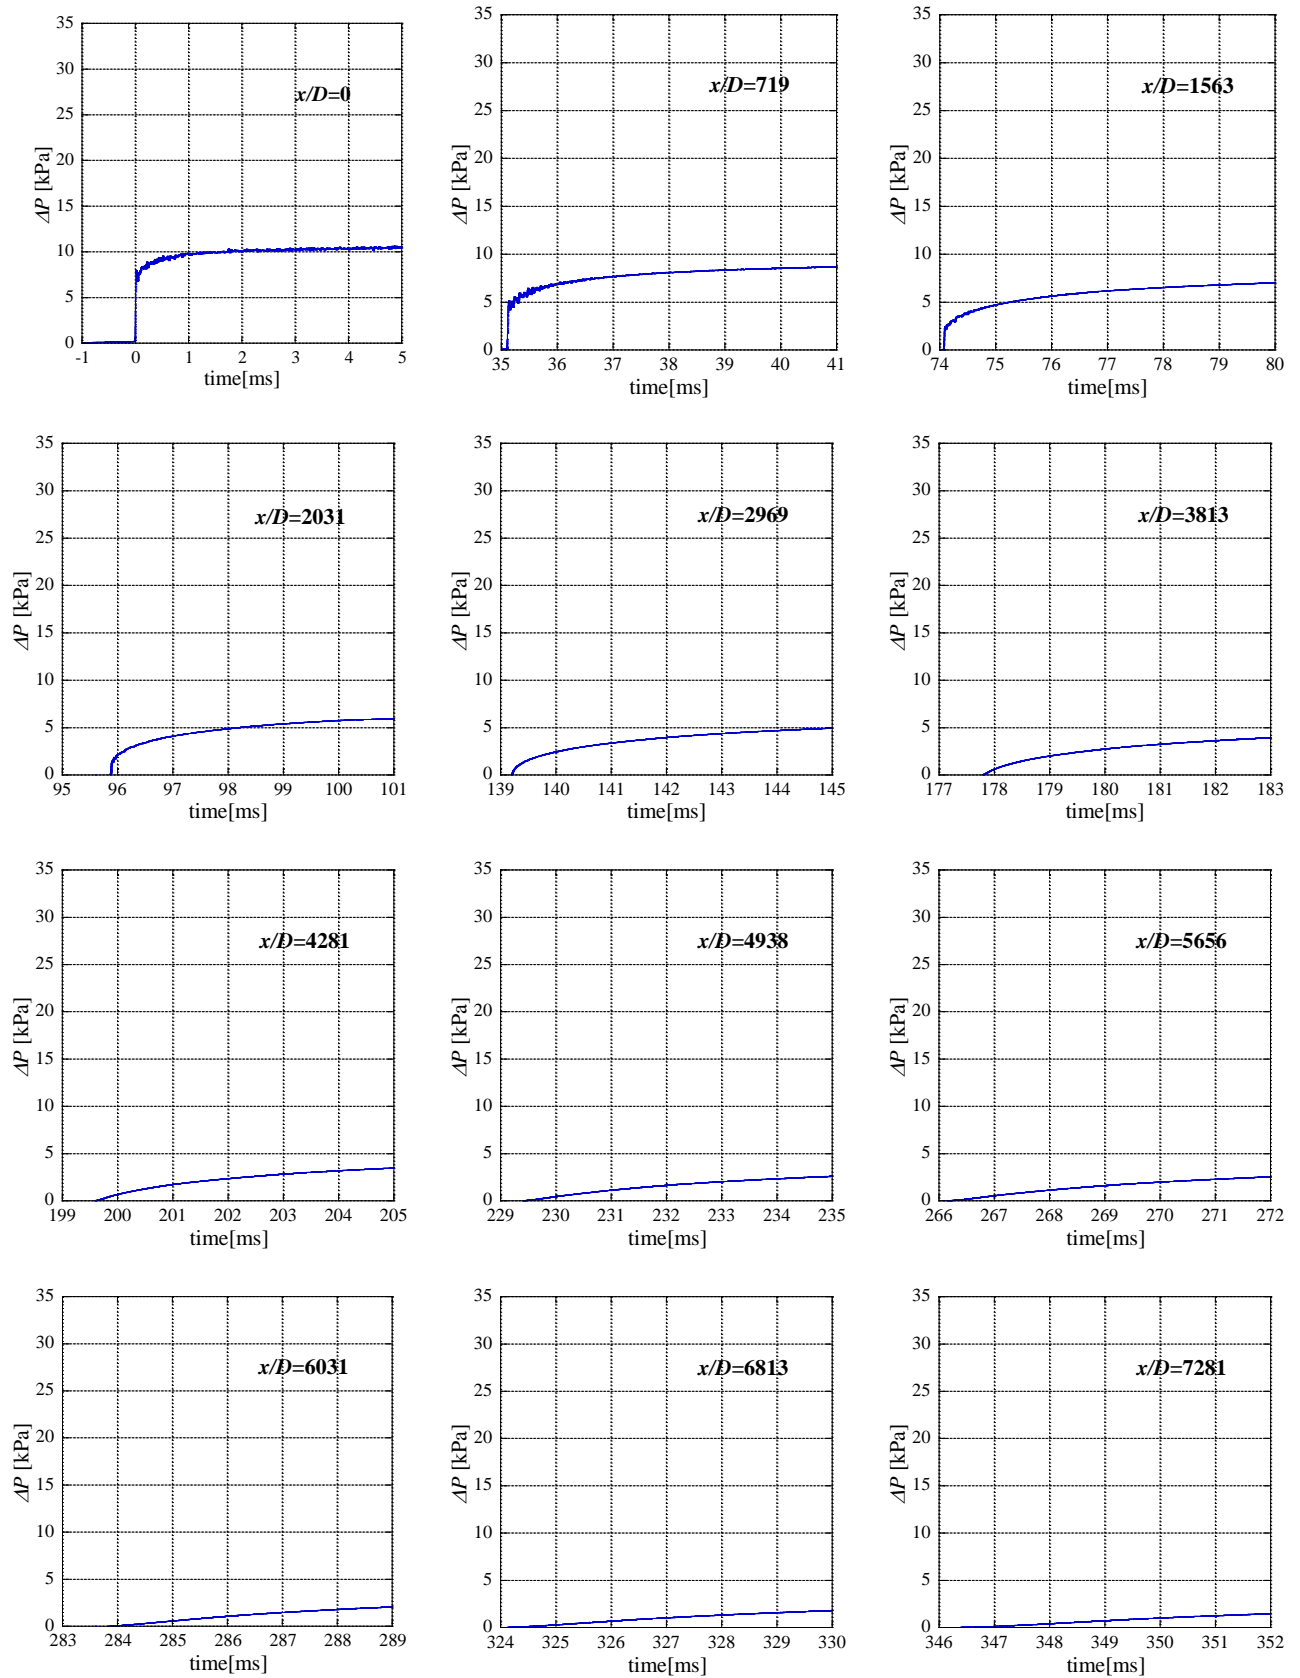 35
30
25
20
15
10
5
0
ΔP [kPa]
x/D=0
-1 0 1 2 3 4 5
time[ms]
35
30
25
20
15
10
5
0
ΔP [kPa]
x/D=719
35 36 37 38 39 40 41
time[ms]
35
30
25
20
15
10
5
0
ΔP [kPa]
x/D=1563
74 75 76 77 78 79 80
time[ms]
35
30
25
20
15
10
5
0
ΔP [kPa]
x/D=2031
95 96 97 98 99 100 101
time[ms]
35
30
25
20
15
10
5
0
ΔP [kPa]
x/D=2969
139 140 141 142 143 144 145
time[ms]
35
30
25
20
15
10
5
0
ΔP [kPa]
x/D=3813
177 178 179 180 181 182 183
time[ms]
35
30
25
20
15
10
5
0
ΔP [kPa]
x/D=4281
199 200 201 202 203 204 205
time[ms]
35
30
25
20
15
10
5
0
ΔP [kPa]
x/D=4938
229 230 231 232 233 234 235
time[ms]
35
30
25
20
15
10
5
0
ΔP [kPa]
x/D=5656
266 267 268 269 270 271 272
time[ms]
35
30
25
20
15
10
5
0
ΔP [kPa]
x/D=6031
283 284 285 286 287 288 289
time[ms]
35
30
25
20
15
10
5
0
ΔP [kPa]
x/D=6813
324 325 326 327 328 329 330
time[ms]
35
30
25
20
15
10
5
0
ΔP [kPa]
x/D=7281
346 347 348 349 350 351 352
time[ms]